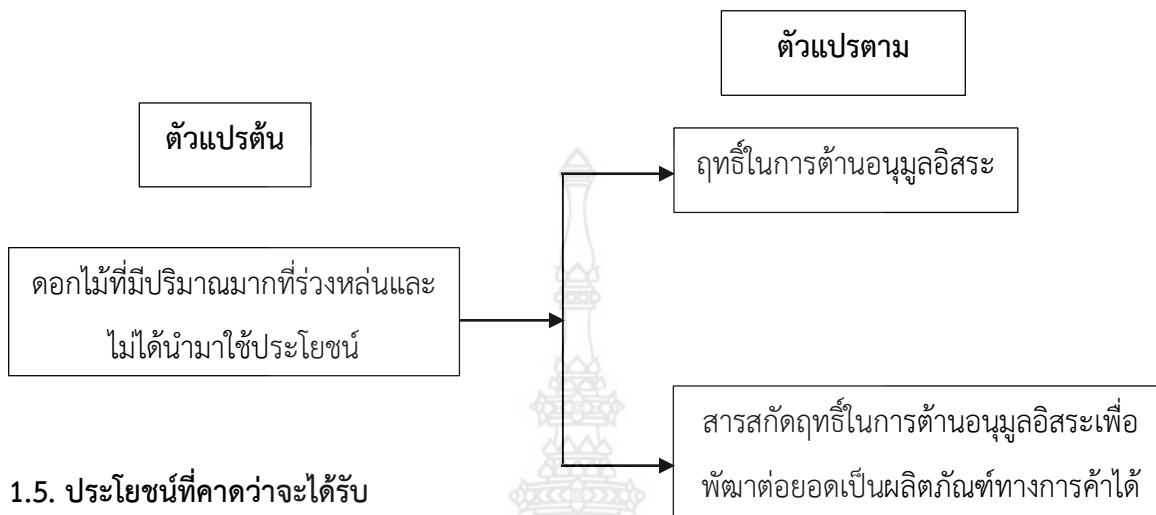 ตัวแปรตาม
ตัวแปรต้น
ฤทธิ์ในการต้านอนุมูลอิสระ
ดอกไม้ที่มีปริมาณมากที่ร่วงหล่นและ
ไม่ได้นำมาใช้ประโยชน์
สารสกัดฤทธิ์ในการต้านอนุมูลอิสระเพื่อ
พัฒาต่อยอดเป็นผลิตภัณฑ์ทางการค้าได้
1.5. ประโยชน์ที่คาดว่าจะได้รับ